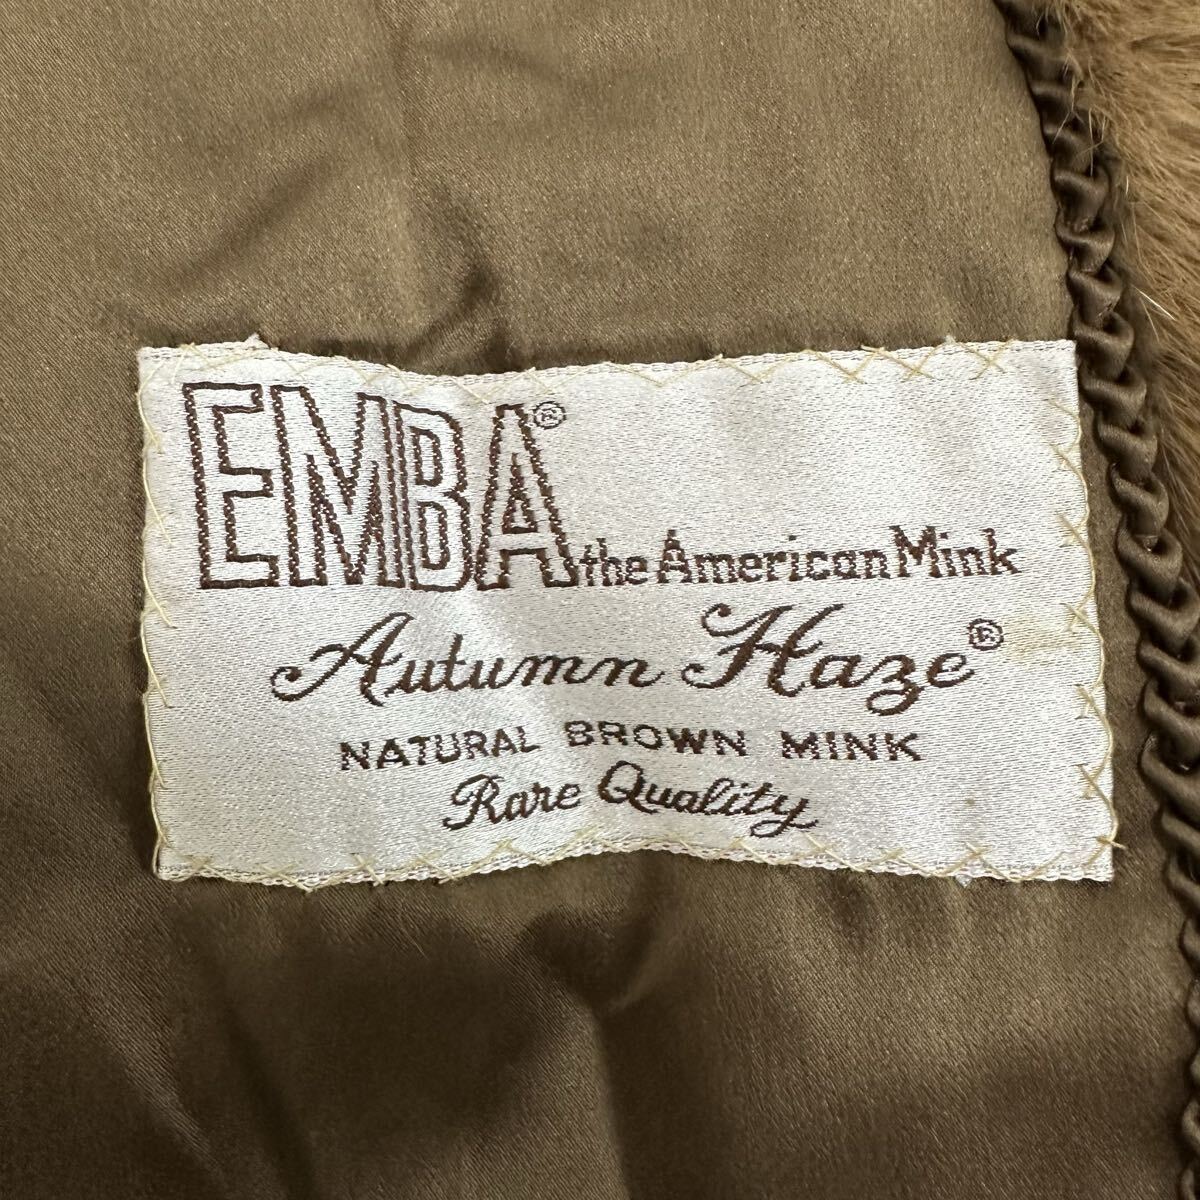 EMBA® the American Mink
Autumn Haze®
NATURAL BROWN MINK
Rare Quality